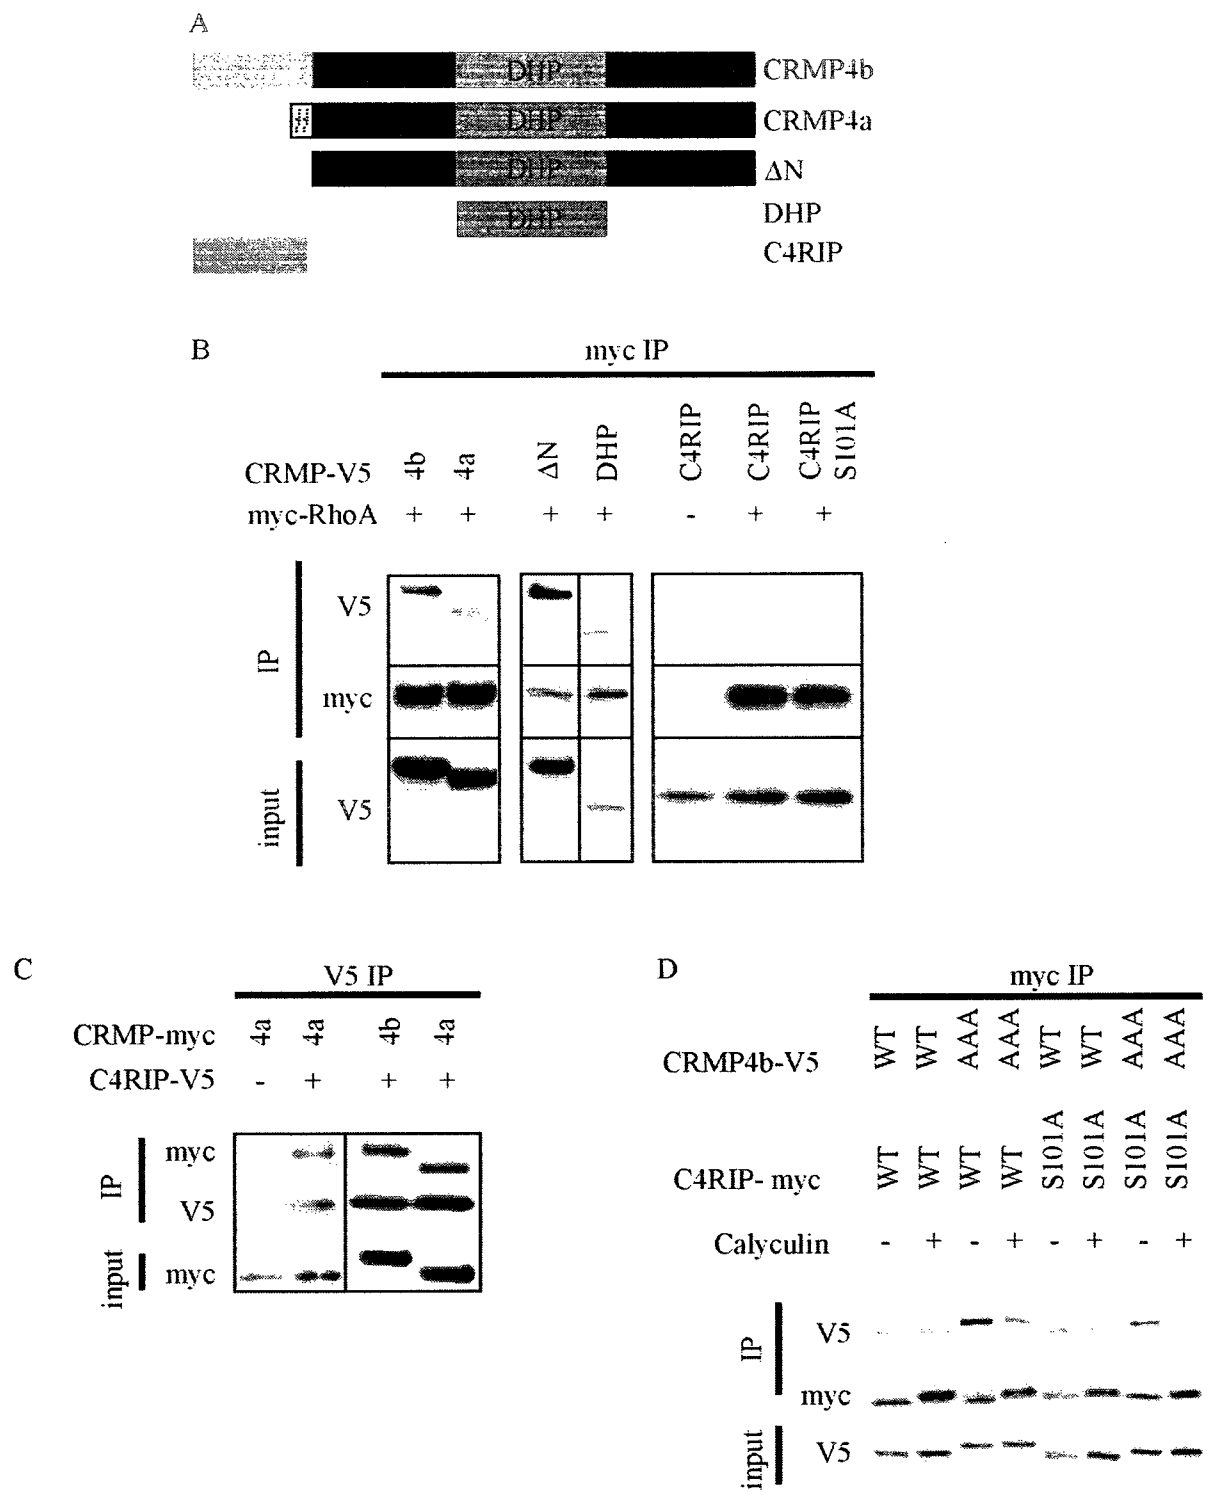 A
DHP CRMP4b
DHP CRMP4a
DHP ΔN
DHP DHP
C4RIP
B
myc IP
CRMP-V5 4b 4a ΔN DHP C4RIP C4RIP C4RIP S101A
myc-RhoA + + + + - + +
IP
V5
myc
input
V5
C
V5 IP
CRMP-myc 4a 4a 4b 4a
C4RIP-V5 - + + +
IP
myc
V5
input
myc
D
myc IP
CRMP4b-V5 WT WT AAA AAA WT WT AAA AAA
C4RIP- myc WT WT WT WT S101A S101A S101A S101A
Calyculin - + - + - + - +
IP
V5
myc
input
V5